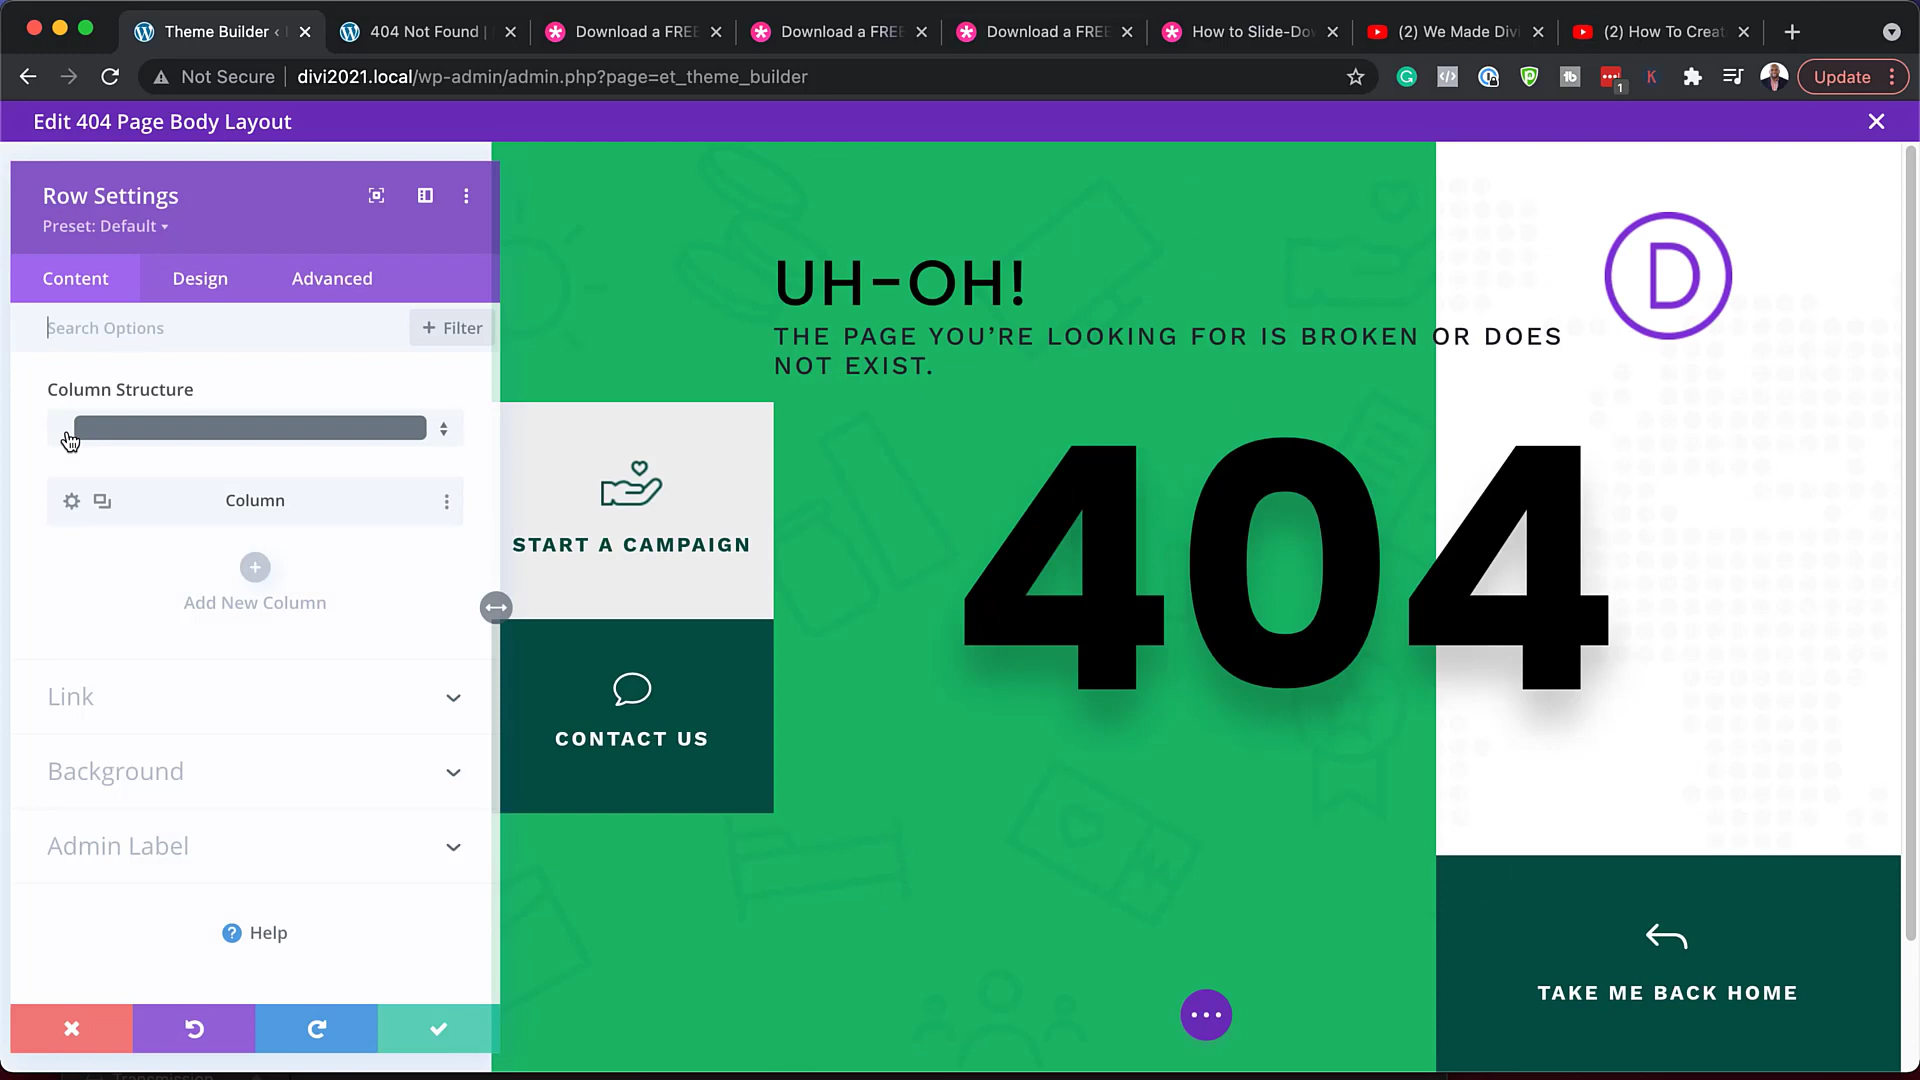 Theme Builder ‹
404 Not Found |
Download a FREE
Download a FREE
Download a FREE
How to Slide-Do
(2) We Made Divi
(2) How To Creat
Not Secure
divi2021.local/wp-admin/admin.php?page=et_theme_builder
1
K
Update
Edit 404 Page Body Layout
Row Settings
Preset: Default
Content
Design
Advanced
Search Options
+ Filter
Column Structure
Column
Add New Column
Link
Background
Admin Label
? Help
UH-OH!
THE PAGE YOU’RE LOOKING FOR IS BROKEN OR DOES
NOT EXIST.
D
START A CAMPAIGN
404
CONTACT US
TAKE ME BACK HOME
Transmission